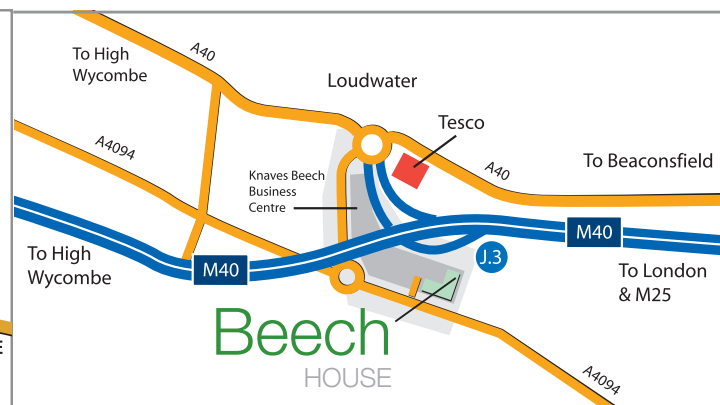 To High
Wycombe
A40
Loudwater
Tesco
A4094
A40
To Beaconsfield
Knaves Beech
Business
Centre
M40
To High
Wycombe
M40
J.3
To London
& M25
Beech
HOUSE
A4094
E